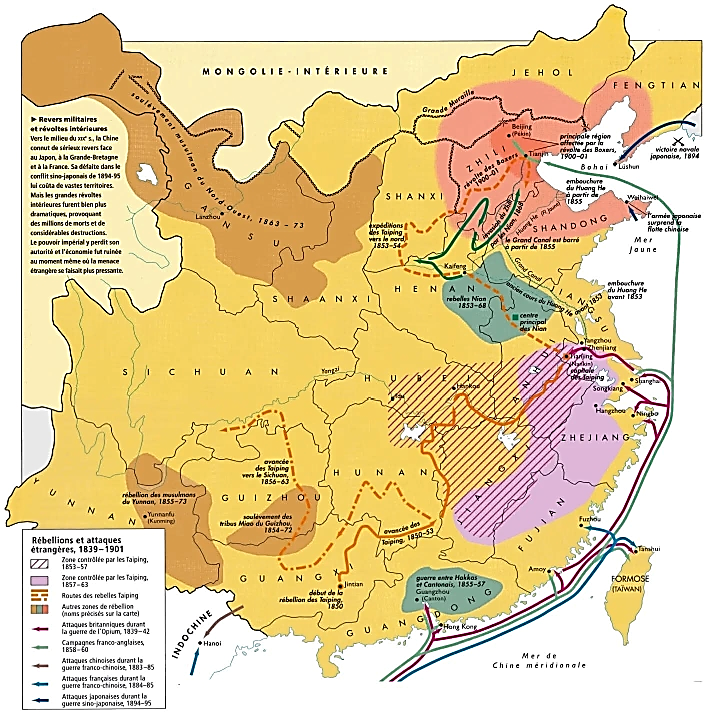 MONGOLIE-INTÉRIEURE
JEHOL
FENGTIAN
Grande Muraille
soulèvement musulman du Nord-Ouest, 1863-73
► Revers militaires
et révoltes intérieures
Vers le milieu du XIXᵉ s., la Chine
connut de sérieux revers face
au Japon, à la Grande-Bretagne
et à la France. Sa défaite dans le
conflit sino-japonais de 1894-95
lui coûta de vastes territoires.
Mais les grandes révoltes
intérieures furent bien plus
dramatiques, provoquant
des millions de morts et de
considérables destructions.
Le pouvoir impérial y perdit son
autorité et l'économie fut ruinée
au moment même où la menace
étrangère se faisait plus pressante.
Beijing
(Pékin)
ZHILI
révolte des Boxers
1900-01
Tianjin
principale région
affectée par la
révolte des Boxers,
1900-01
Bohai
Lüshun
victoire navale
japonaise, 1894
GANSU
Lanzhou
SHANXI
embouchure
du Huang He
à partir de
1855
Weihaiwei
l'armée japonaise
surprend la
flotte chinoise
Mer
Jaune
SHANDONG
Huang He (fl. Jaune)
le Grand Canal est barré
à partir de 1855
expéditions
des Taiping
vers le nord,
1853-54
Kaifeng
Grand Canal
ancien cours du Huang He avant 1853
embouchure
du Huang He
avant 1853
HENAN
rebelles Nian
1853-68
centre
principal
des Nian
JIANGSU
SHAANXI
Yangzhou
Zhenjiang
Tianjing
(Nankin)
capitale
des Taiping
SICHUAN
Yangzi
HUBEI
ANHUI
Hankou
Shanghai
Songkiang
Hangzhou
Ningbo
ZHEJIANG
avancée
des Taiping
vers le Sichuan,
1856-63
HUNAN
JIANGXI
YUNNAN
rébellion des musulmans
du Yunnan, 1855-73
Yunnanfu
(Kunming)
GUIZHOU
soulèvement des
tribus Miao du Guizhou,
1854-72
avancée des
Taiping, 1850-53
FUJIAN
Fuzhou
Tanshui
GUANGXI
Jintian
début de la
rébellion des Taiping,
1850
guerre entre Hakkas
et Cantonais, 1855-57
Guangzhou
(Canton)
GUANGDONG
Amoy
FORMOSE
(TAÏWAN)
Hong Kong
INDOCHINE
Hanoi
Mer de
Chine méridionale
Rébellions et attaques
étrangères, 1839-1901
Zone contrôlée par les Taiping,
1853-57
Zone contrôlée par les Taiping,
1857-63
Routes des rebelles Taiping
Autres zones de rébellion
(noms précisés sur la carte)
Attaques britanniques durant
la guerre de l'Opium, 1839-42
Campagnes franco-anglaises,
1858-60
Attaques chinoises durant la
guerre franco-chinoise, 1883-85
Attaques françaises durant la
guerre franco-chinoise, 1884-85
Attaques japonaises durant la
guerre sino-japonaise, 1894-95